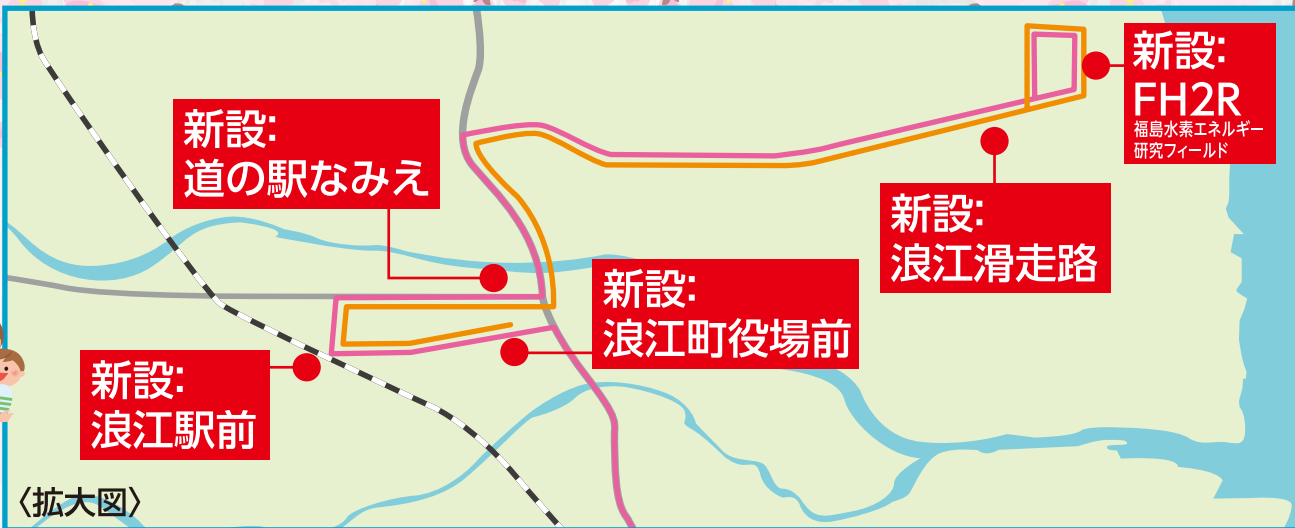 新設:
FH2R
福島水素エネルギー
研究フィールド
新設:
道の駅なみえ
新設:
浪江滑走路
新設:
浪江町役場前
新設:
浪江駅前
〈拡大図〉